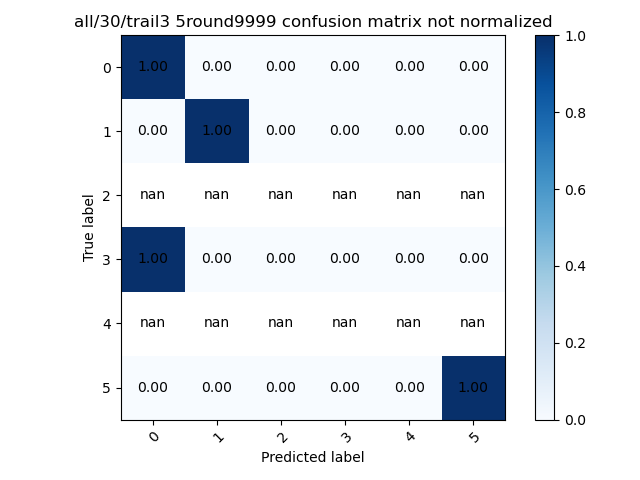 all/30/trail3 5round9999 confusion matrix not normalized
0 1.00 0.00 0.00 0.00 0.00 0.00
1 0.00 1.00 0.00 0.00 0.00 0.00
2 nan nan nan nan nan nan
3 1.00 0.00 0.00 0.00 0.00 0.00
4 nan nan nan nan nan nan
5 0.00 0.00 0.00 0.00 0.00 1.00
0 1 2 3 4 5
True label
Predicted label
1.0
0.8
0.6
0.4
0.2
0.0